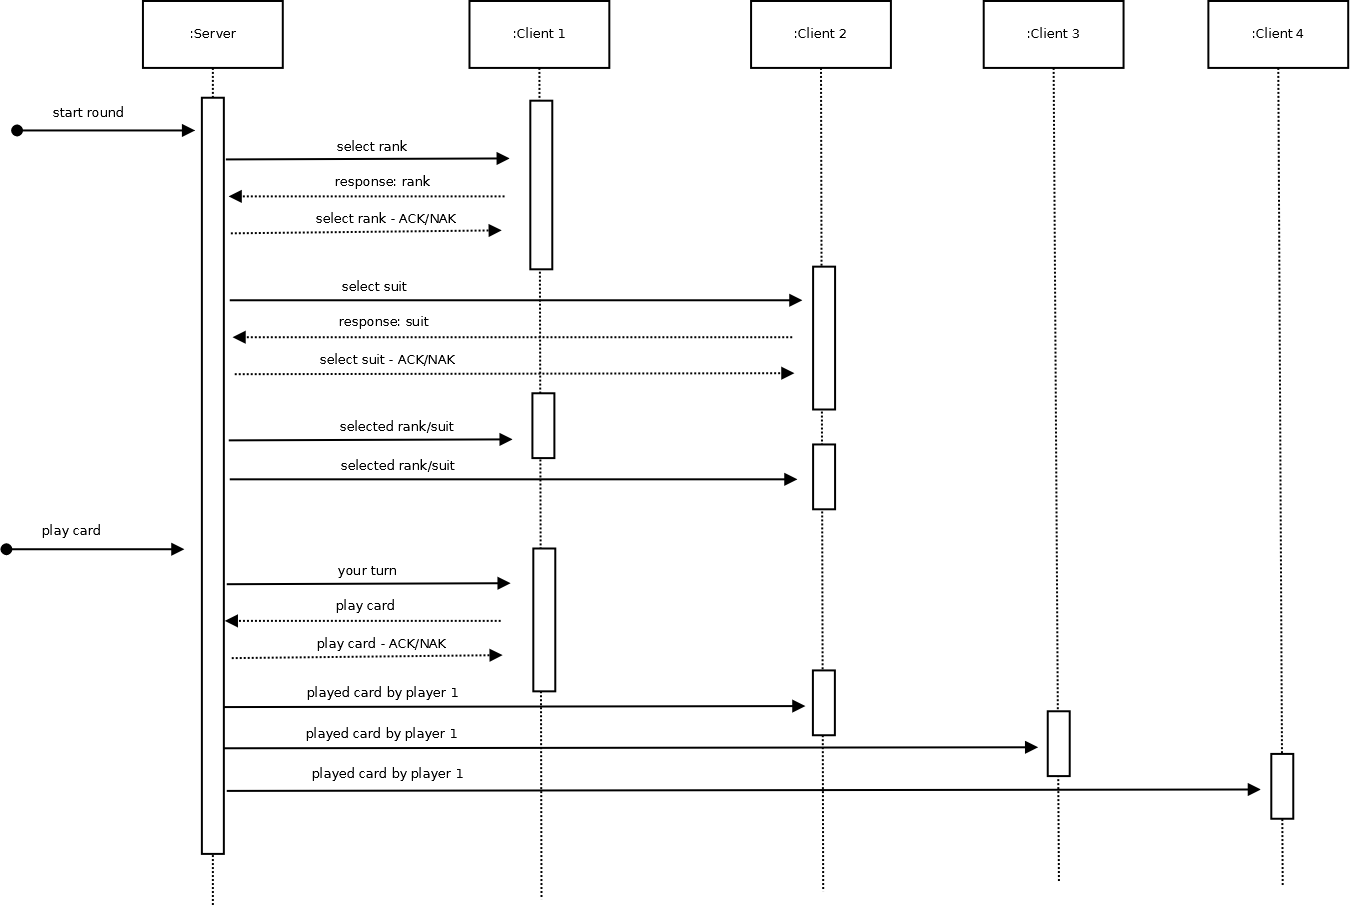 :Server
:Client 1
:Client 2
:Client 3
:Client 4
start round
select rank
response: rank
select rank - ACK/NAK
select suit
response: suit
select suit - ACK/NAK
selected rank/suit
selected rank/suit
play card
your turn
play card
play card - ACK/NAK
played card by player 1
played card by player 1
played card by player 1